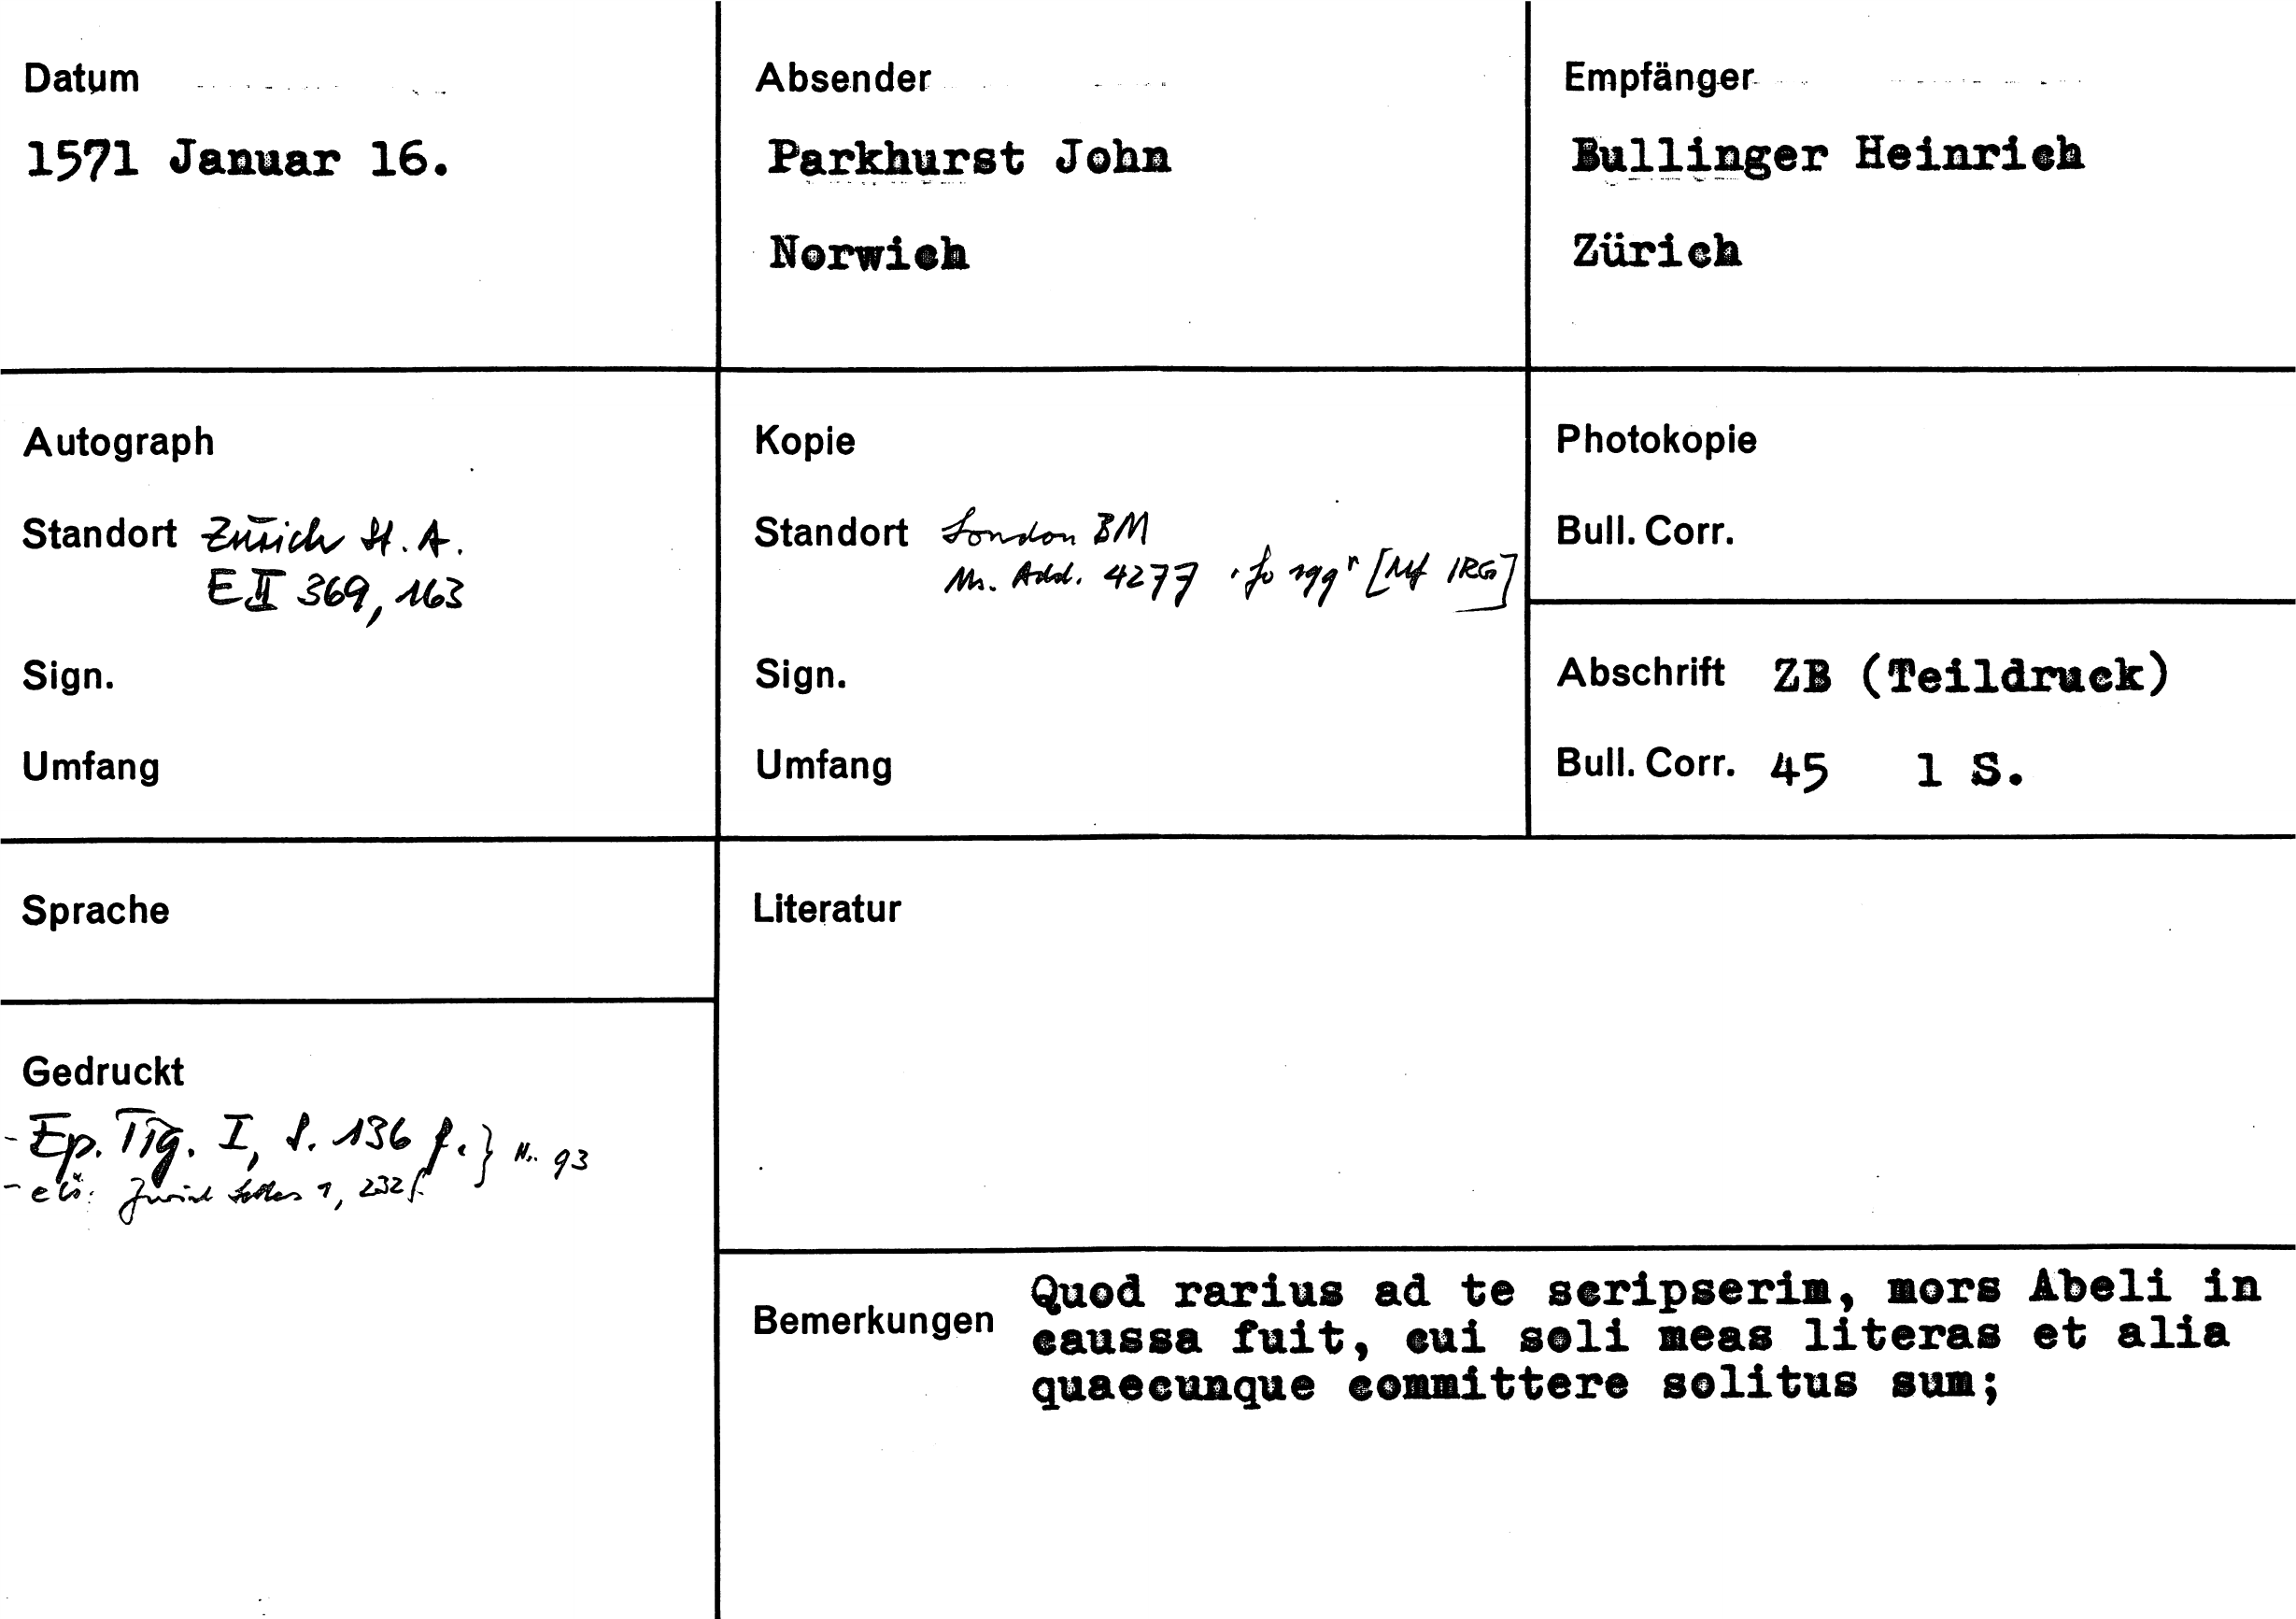 Datum
1571 Januar 16.
Absender
Parkhurst John
Norwich
Empfänger
Bullinger Heinrich
Zürich
Autograph
Standort Zürich St. A.
E II 369, 163
Sign.
Umfang
Kopie
Standort London BM
Ms. Add. 4277, fo 199r [Mf IRG]
Sign.
Umfang
Photokopie
Bull. Corr.
Abschrift ZB (Teildruck)
Bull. Corr. 45 1 S.
Sprache
Literatur
Gedruckt
- Ep. Tig. I, S. 136 f. } Nr. 93
- Zurich Letters 1, 232f.
Bemerkungen
Quod rarius ad te scripserim, mors Abeli in
caussa fuit, cui soli meas literas et alia
quaecunque committere solitus sum;